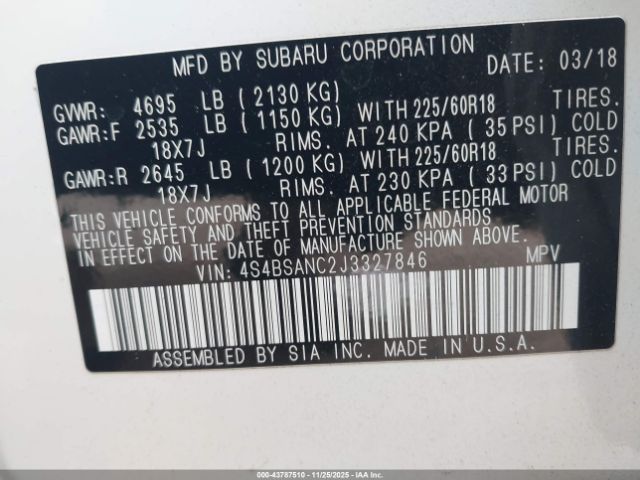 MFD BY SUBARU CORPORATION
DATE: 03/18
GVWR: 4695 LB ( 2130 KG)
GAWR:F 2535 LB ( 1150 KG) WITH 225/60R18 TIRES.
18X7J RIMS. AT 240 KPA ( 35 PSI) COLD
GAWR:R 2645 LB ( 1200 KG) WITH 225/60R18 TIRES.
18X7J RIMS. AT 230 KPA ( 33 PSI) COLD
THIS VEHICLE CONFORMS TO ALL APPLICABLE FEDERAL MOTOR
VEHICLE SAFETY AND THEFT PREVENTION STANDARDS
IN EFFECT ON THE DATE OF MANUFACTURE SHOWN ABOVE.
VIN: 4S4BSANC2J3327846 MPV
ASSEMBLED BY SIA INC. MADE IN U.S.A.
000-43787510 - 11/25/2025 - COPYRIGHT © IAA, LLC